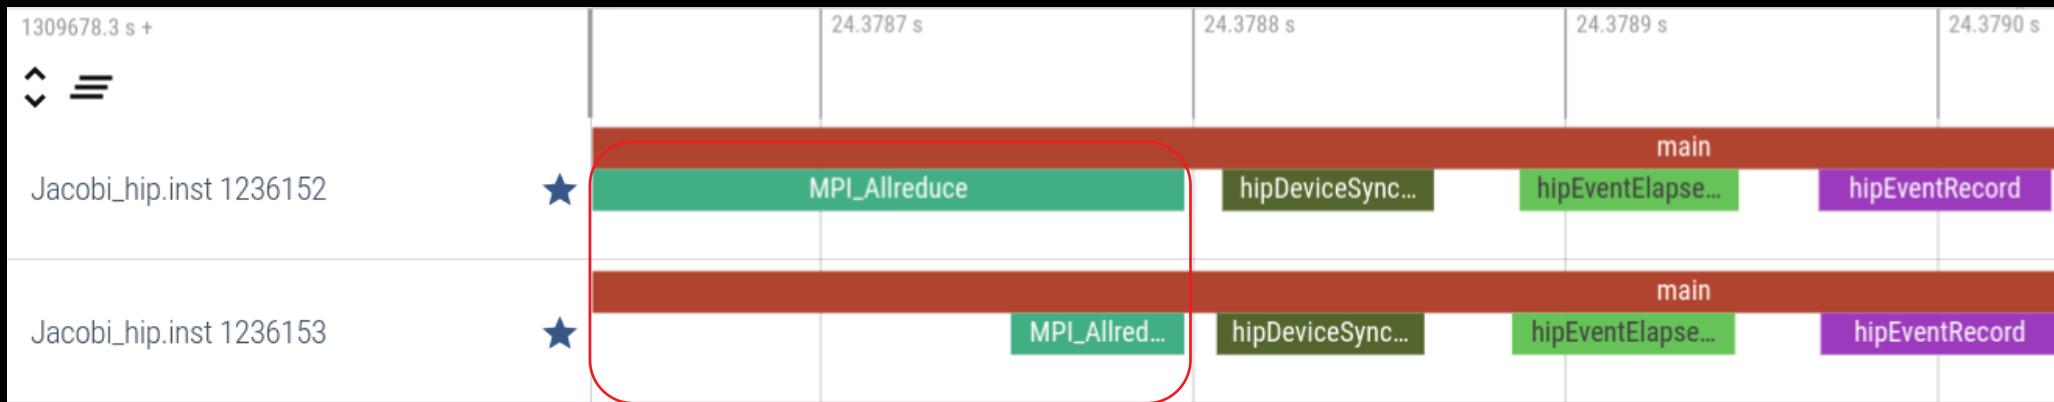 1309678.3 s +
24.3787 s
24.3788 s
24.3789 s
24.3790 s
main
Jacobi_hip.inst 1236152
MPI_Allreduce
hipDeviceSync...
hipEventElapse...
hipEventRecord
main
Jacobi_hip.inst 1236153
MPI_Allred...
hipDeviceSync...
hipEventElapse...
hipEventRecord